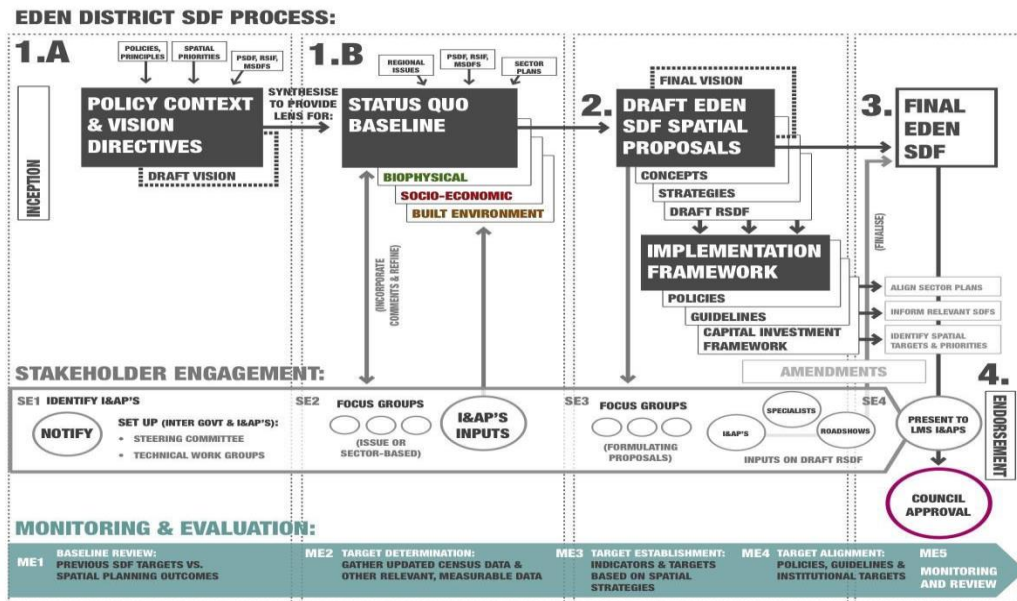 EDEN DISTRICT SDF PROCESS:
1.A
POLICIES,
PRINCIPLES
SPATIAL
PRIORITIES
PSDF, RSIF,
MSDFS
POLICY CONTEXT
& VISION
DIRECTIVES
DRAFT VISION
INCEPTION
SYNTHESISE
TO PROVIDE
LENS FOR:
1.B
REGIONAL
ISSUES
PSDF, RSIF,
MSDFS
SECTOR
PLANS
STATUS QUO
BASELINE
BIOPHYSICAL
SOCIO-ECONOMIC
BUILT ENVIRONMENT
(INCORPORATE
COMMENTS & REFINE)
2.
FINAL VISION
DRAFT EDEN
SDF SPATIAL
PROPOSALS
CONCEPTS
STRATEGIES
DRAFT RSDF
IMPLEMENTATION
FRAMEWORK
POLICIES
GUIDELINES
CAPITAL INVESTMENT
FRAMEWORK
3.
FINAL
EDEN
SDF
(FINALISE)
ALIGN SECTOR PLANS
INFORM RELEVANT SDFS
IDENTIFY SPATIAL
TARGETS & PRIORITIES
AMENDMENTS
4.
ENDORSEMENT
STAKEHOLDER ENGAGEMENT:
SE1 IDENTIFY I&AP'S
NOTIFY
SET UP (INTER GOVT & I&AP'S):
• STEERING COMMITTEE
• TECHNICAL WORK GROUPS
SE2
FOCUS GROUPS
(ISSUE OR
SECTOR-BASED)
I&AP'S
INPUTS
SE3
FOCUS GROUPS
(FORMULATING
PROPOSALS)
I&AP'S
SPECIALISTS
ROADSHOWS
INPUTS ON DRAFT RSDF
SE4
PRESENT TO
LMS I&APS
COUNCIL
APPROVAL
MONITORING & EVALUATION:
ME1
BASELINE REVIEW:
PREVIOUS SDF TARGETS VS.
SPATIAL PLANNING OUTCOMES
ME2
TARGET DETERMINATION:
GATHER UPDATED CENSUS DATA &
OTHER RELEVANT, MEASURABLE DATA
ME3
TARGET ESTABLISHMENT:
INDICATORS & TARGETS
BASED ON SPATIAL
STRATEGIES
ME4
TARGET ALIGNMENT:
POLICIES, GUIDELINES &
INSTITUTIONAL TARGETS
ME5
MONITORING
AND REVIEW